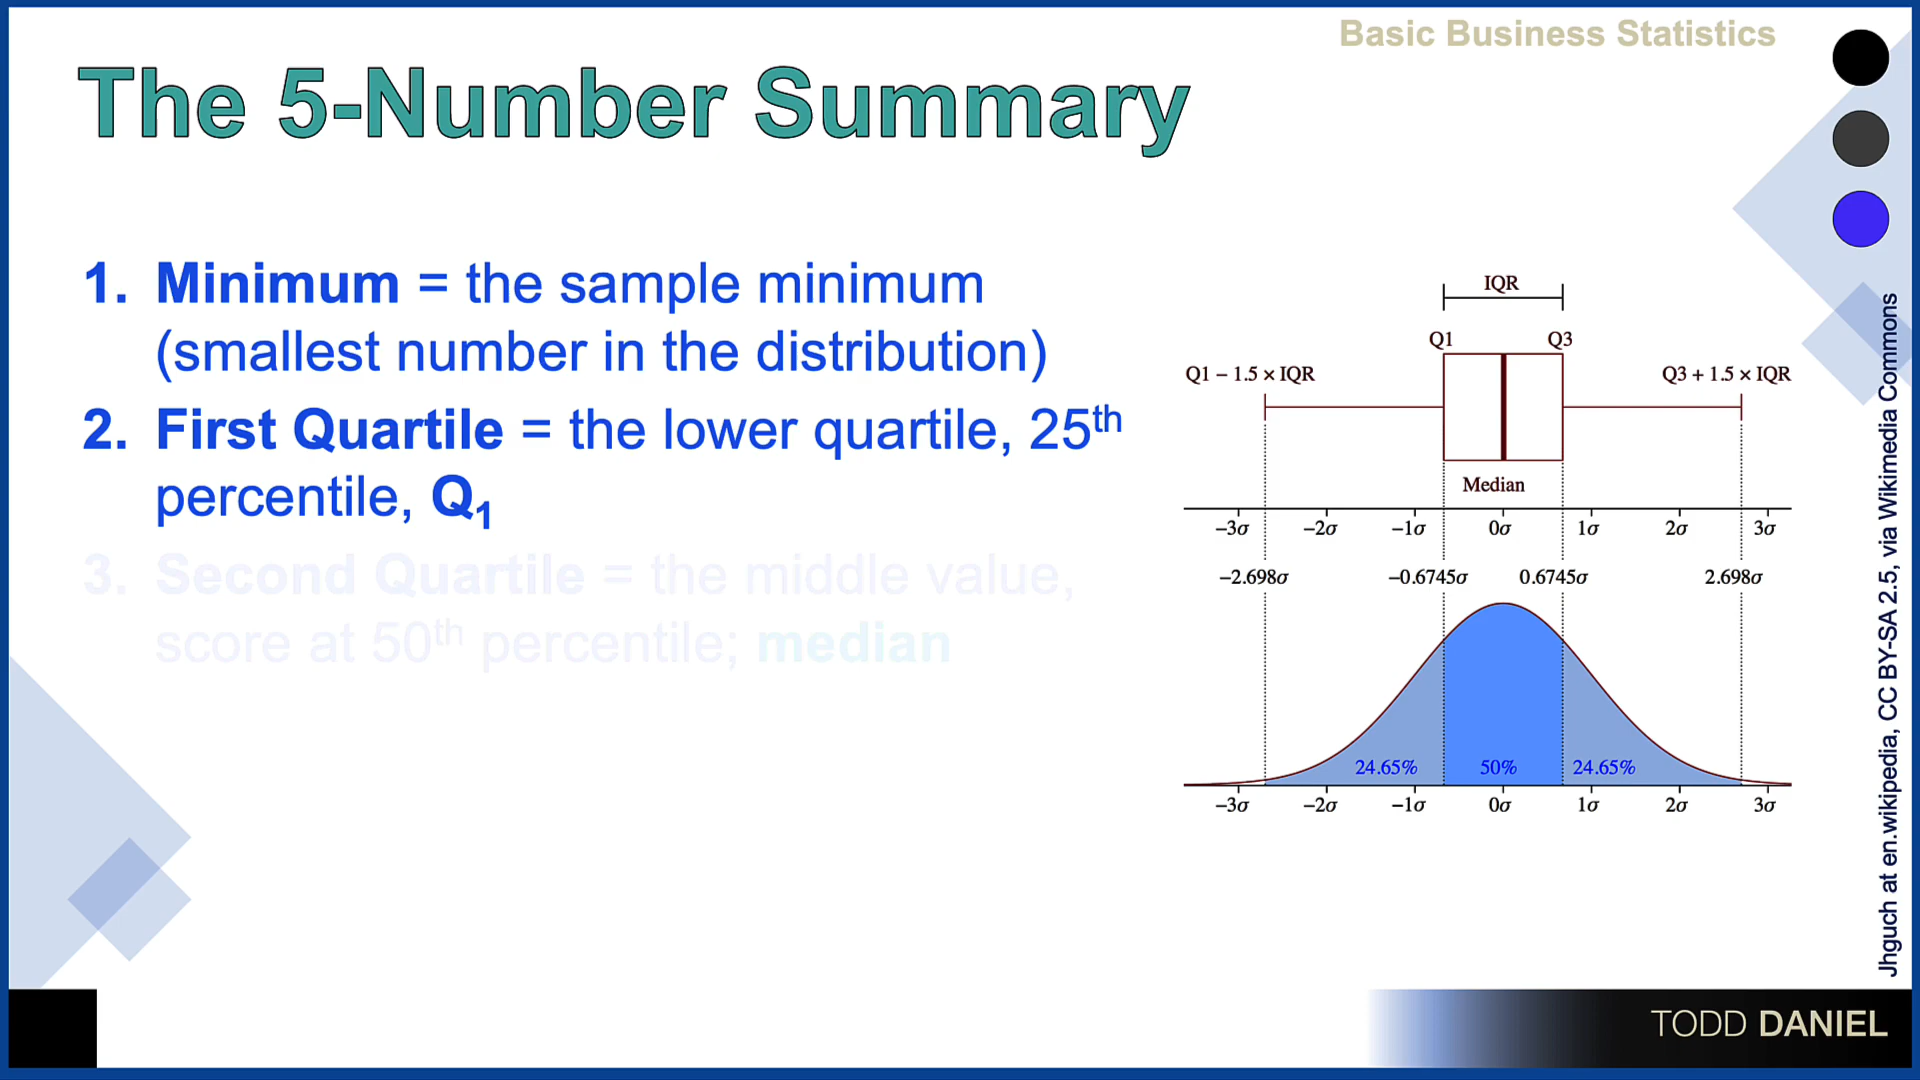 Basic Business Statistics
The 5-Number Summary
1. Minimum = the sample minimum
(smallest number in the distribution)
2. First Quartile = the lower quartile, 25th
percentile, Q1
3. Second Quartile = the middle value,
score at 50th percentile; median
IQR
Q1 Q3
Q1 − 1.5 × IQR Q3 + 1.5 × IQR
Median
−3σ −2σ −1σ 0σ 1σ 2σ 3σ
−2.698σ −0.6745σ 0.6745σ 2.698σ
24.65% 50% 24.65%
−3σ −2σ −1σ 0σ 1σ 2σ 3σ
Jhguch at en.wikipedia, CC BY-SA 2.5, via Wikimedia Commons
TODD DANIEL